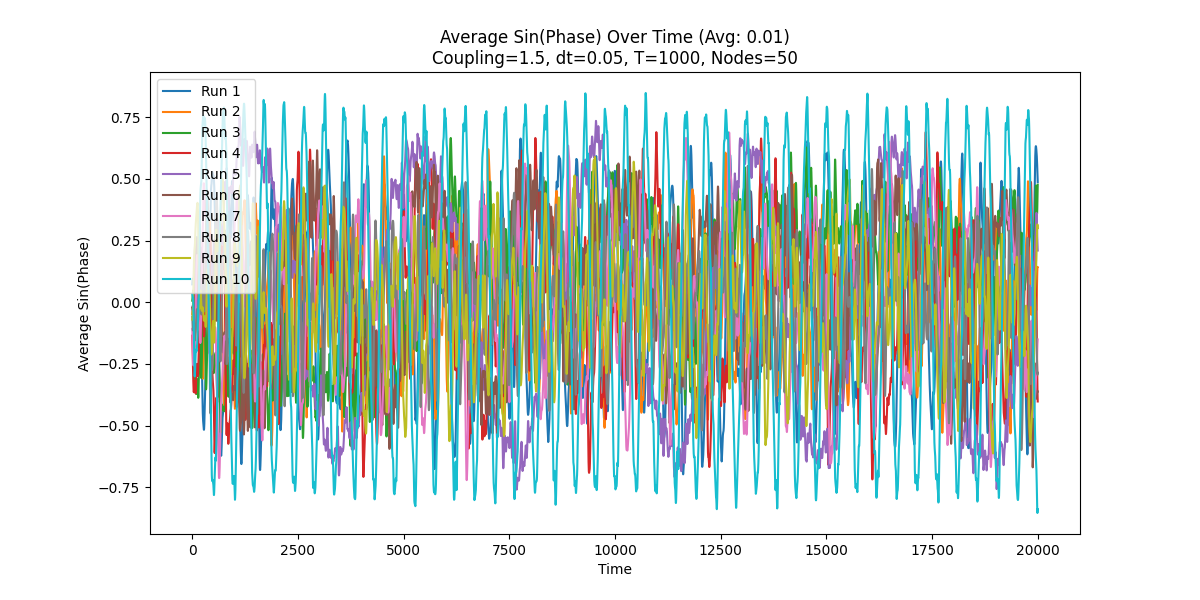 Average Sin(Phase) Over Time (Avg: 0.01)
Coupling=1.5, dt=0.05, T=1000, Nodes=50
Average Sin(Phase)
0.75
0.50
0.25
0.00
−0.25
−0.50
−0.75
Run 1
Run 2
Run 3
Run 4
Run 5
Run 6
Run 7
Run 8
Run 9
Run 10
0 2500 5000 7500 10000 12500 15000 17500 20000
Time